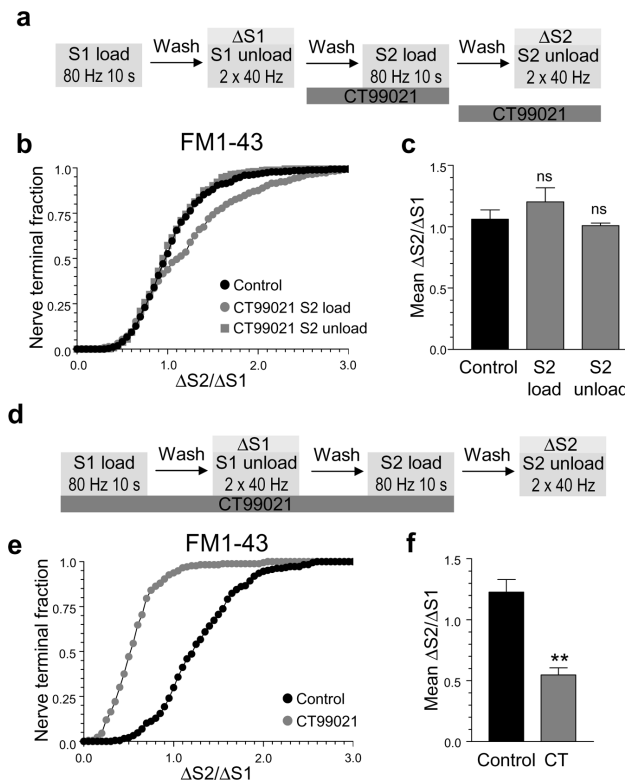 a
S1 load
80 Hz 10 s
Wash
ΔS1
S1 unload
2 x 40 Hz
Wash
S2 load
80 Hz 10 s
CT99021
Wash
ΔS2
S2 unload
2 x 40 Hz
CT99021
b
FM1-43
Nerve terminal fraction
1.0
0.75
0.5
0.25
0.0
0.0 1.0 2.0 3.0
ΔS2/ΔS1
Control
CT99021 S2 load
CT99021 S2 unload
c
Mean ΔS2/ΔS1
1.5
1.0
0.5
0.0
ns
ns
Control
S2 load
S2 unload
d
S1 load
80 Hz 10 s
Wash
ΔS1
S1 unload
2 x 40 Hz
Wash
S2 load
80 Hz 10 s
CT99021
Wash
ΔS2
S2 unload
2 x 40 Hz
e
FM1-43
Nerve terminal fraction
1.0
0.75
0.5
0.25
0.0
0.0 1.0 2.0 3.0
ΔS2/ΔS1
Control
CT99021
f
Mean ΔS2/ΔS1
1.5
1.0
0.5
0.0
**
Control CT